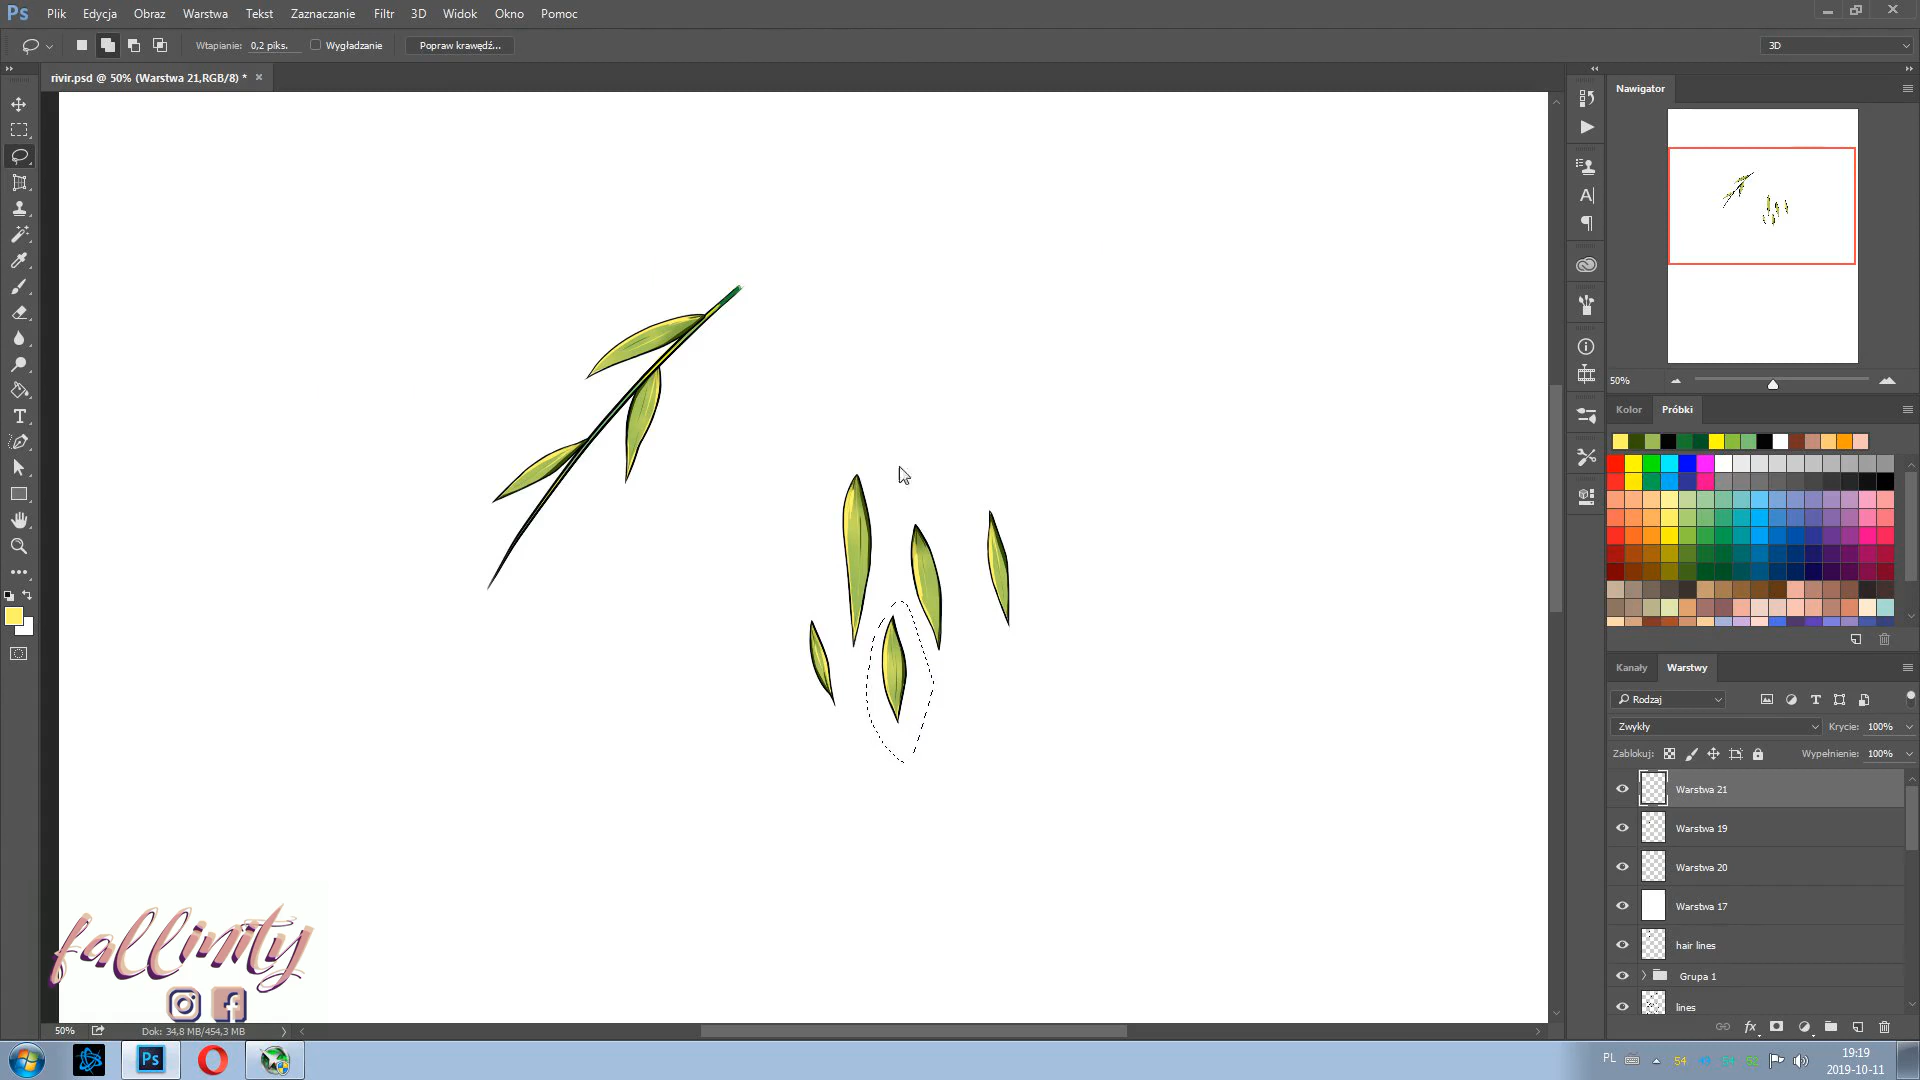 Ps Plik Edycja Obraz Warstwa Tekst Zaznaczanie Filtr 3D Widok Okno Pomoc
Wtapianie: 0,2 piks. Wygładzanie Popraw krawędź... 3D
rivir.psd @ 50% (Warstwa 21,RGB/8) * ×
Nawigator
50%
Kolor Próbki
Kanały Warstwy
Rodzaj
Zwykły Krycie: 100%
Zablokuj: Wypełnienie: 100%
Warstwa 21
Warstwa 19
Warstwa 20
Warstwa 17
hair lines
Grupa 1
lines
fallinity
50% Dok: 34,8 MB/454,3 MB
Ps
PL
54
19:19
2019-10-11